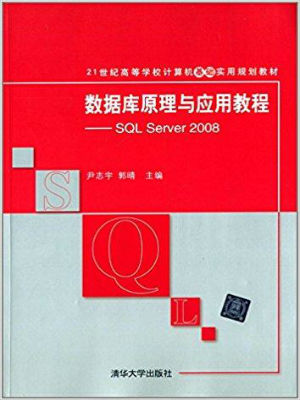 21世纪高等学校计算机基础实用规划教材
数据库原理与应用教程
——SQL Server 2008
尹志宇 郭晴 主编
S
Q
L
清华大学出版社